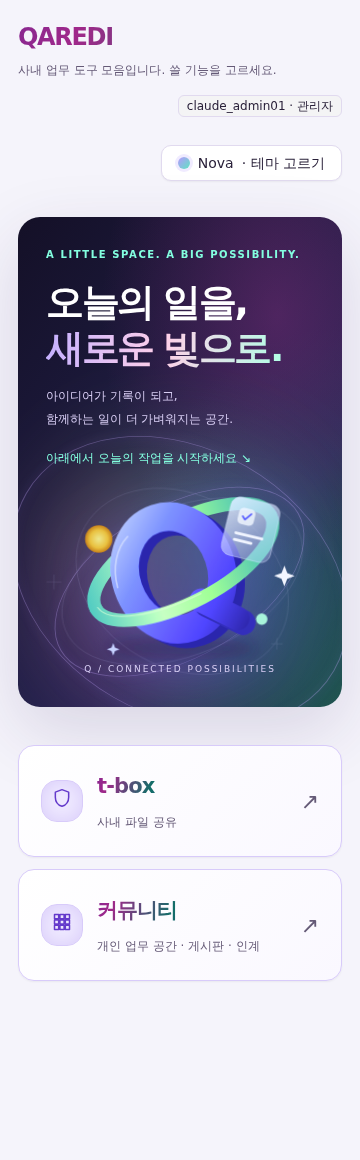 QAREDI
사내 업무 도구 모음입니다. 쓸 기능을 고르세요.
claude_admin01 · 관리자
Nova · 테마 고르기
A LITTLE SPACE. A BIG POSSIBILITY.
오늘의 일을,
새로운 빛으로.
아이디어가 기록이 되고,
함께하는 일이 더 가벼워지는 공간.
아래에서 오늘의 작업을 시작하세요 ↘
Q / CONNECTED POSSIBILITIES
t-box
사내 파일 공유
↗
커뮤니티
개인 업무 공간 · 게시판 · 인계
↗